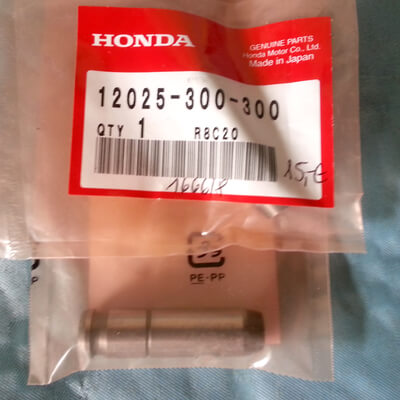 HONDA
GENUINE PARTS
Honda Motor Co., Ltd.
Made in Japan
12025-300-300
QTY 1 R8C20
15,-€
PE-PP